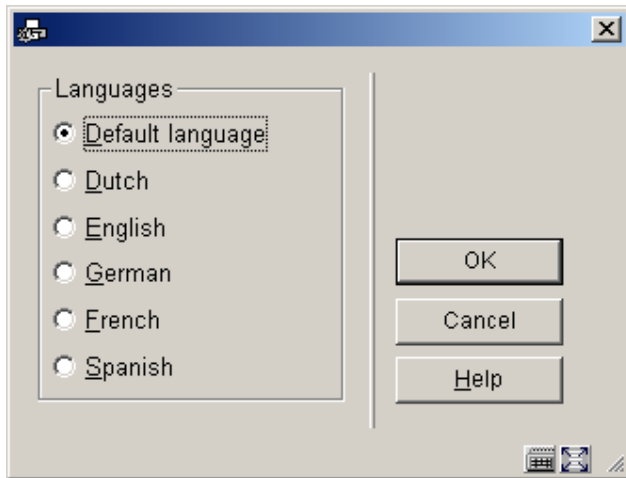 Languages
Default language
Dutch
English
German
French
Spanish
OK
Cancel
Help